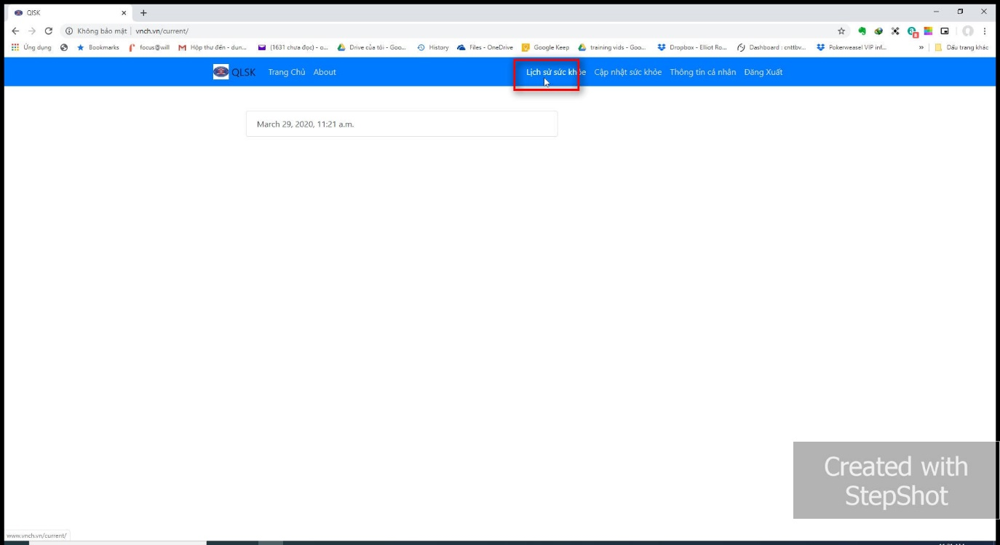 QlSK
Không bảo mật | vnch.vn/current/
Ứng dụng Bookmarks focus@will Hộp thư đến - dun... (1631 chưa đọc) - o... Drive của tôi - Goo... History Files - OneDrive Google Keep training vids - Goo... Dropbox - Elliot Ro... Dashboard : cnttbv... Pokerweasel VIP inf... » Dấu trang khác
QLSK Trang Chủ About Lịch sử sức khỏe Cập nhật sức khỏe Thông tin cá nhân Đăng Xuất
March 29, 2020, 11:21 a.m.
Created with
StepShot
www.vnch.vn/current/